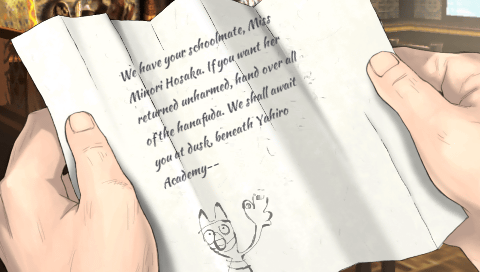 We have your schoolmate, Miss
Minori Hosaka. If you want her
returned unharmed, hand over all
of the hanafuda. We shall await
you at dusk, beneath Yahiro
Academy--